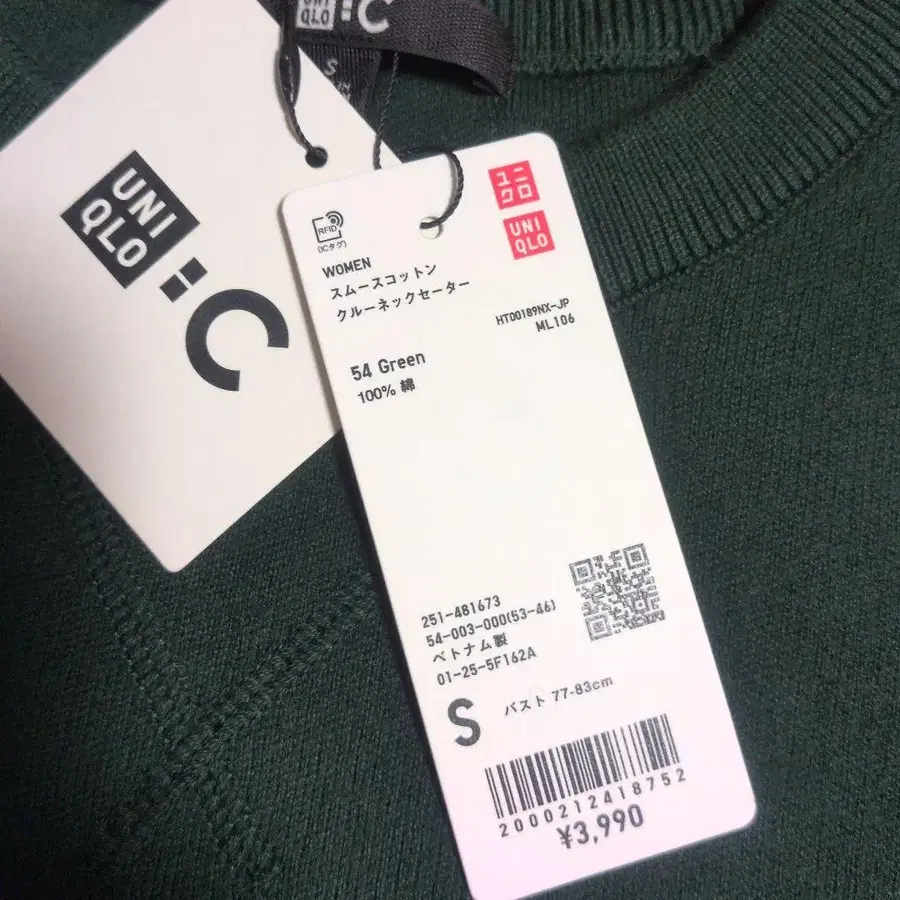 UNI
QLO
:C
S
UNI
QLO
:C
ユニ
クロ
UNI
QLO
RFID
(ICタグ)
WOMEN
スムースコットン
クルーネックセーター
HT00189NX-JP
ML106
54 Green
100% 綿
251-481673
54-003-000(53-46)
ベトナム製
01-25-5F162A
S
バスト 77-83cm
2000212418752
¥3,990